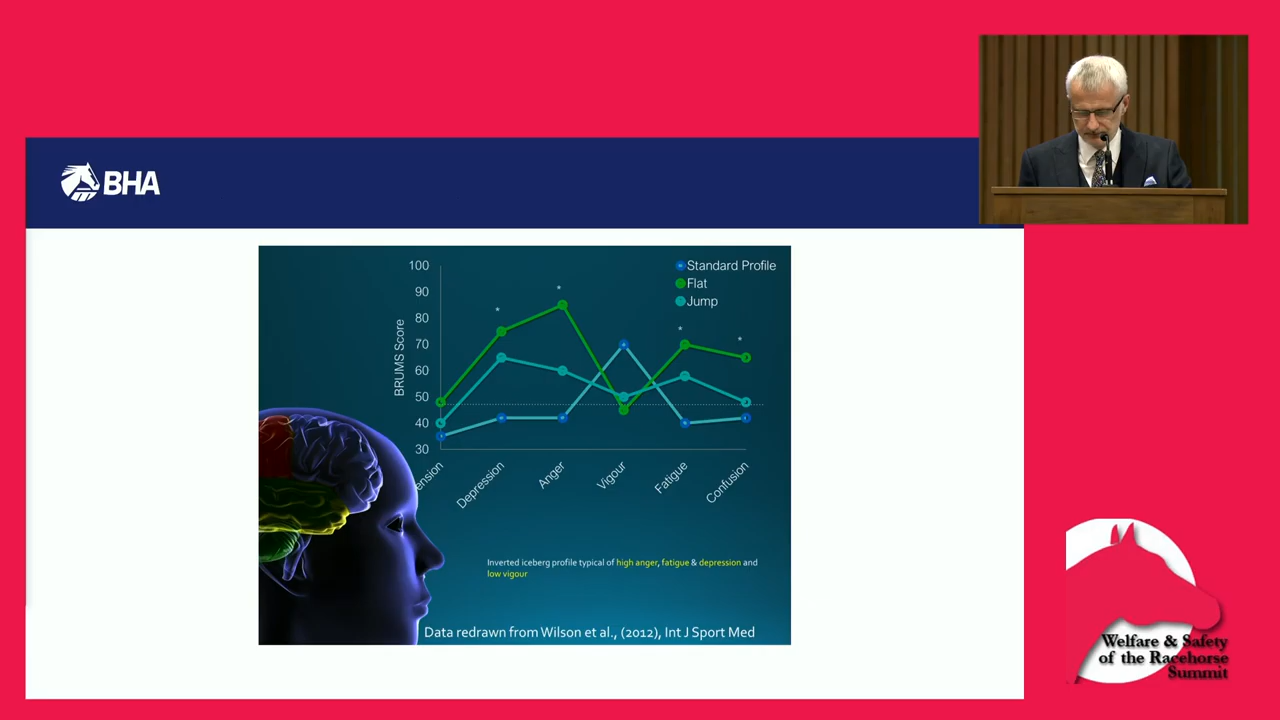 BHA
100
90
80
70
60
50
40
30
BRUMS Score
Standard Profile
Flat
Jump
*
*
*
*
ension
Depression
Anger
Vigour
Fatigue
Confusion
Inverted iceberg profile typical of high anger, fatigue & depression and
low vigour
Data redrawn from Wilson et al., (2012), Int J Sport Med
Welfare & Safety
of the Racehorse
Summit